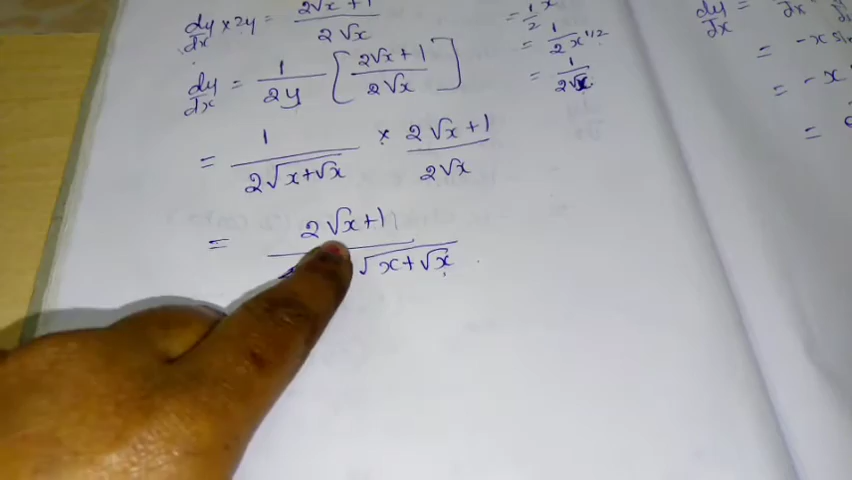 dy/dx × 2y = 2√x + 1 / 2√x
dy/dx = 1/2y [ 2√x + 1 / 2√x ]
= 1 / 2√x+√x × 2√x + 1 / 2√x
= 2√x + 1 / √x+√x
= 1/2 x
= 1/2 x^1/2
= 1/2√x
dy/dx =
= -x
= -x
=